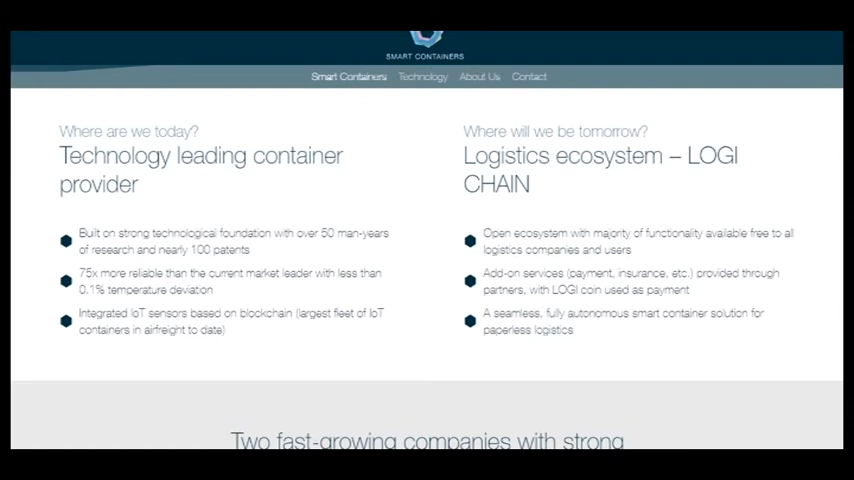 SMART CONTAINERS
Smart Containers Technology About Us Contact
Where are we today?
Technology leading container
provider
Built on strong technological foundation with over 50 man-years
of research and nearly 100 patents
75x more reliable than the current market leader with less than
0.1% temperature deviation
Integrated IoT sensors based on blockchain (largest fleet of IoT
containers in airfreight to date)
Where will we be tomorrow?
Logistics ecosystem – LOGI
CHAIN
Open ecosystem with majority of functionality available free to all
logistics companies and users
Add-on services (payment, insurance, etc.) provided through
partners, with LOGI coin used as payment
A seamless, fully autonomous smart container solution for
paperless logistics
Two fast-growing companies with strong